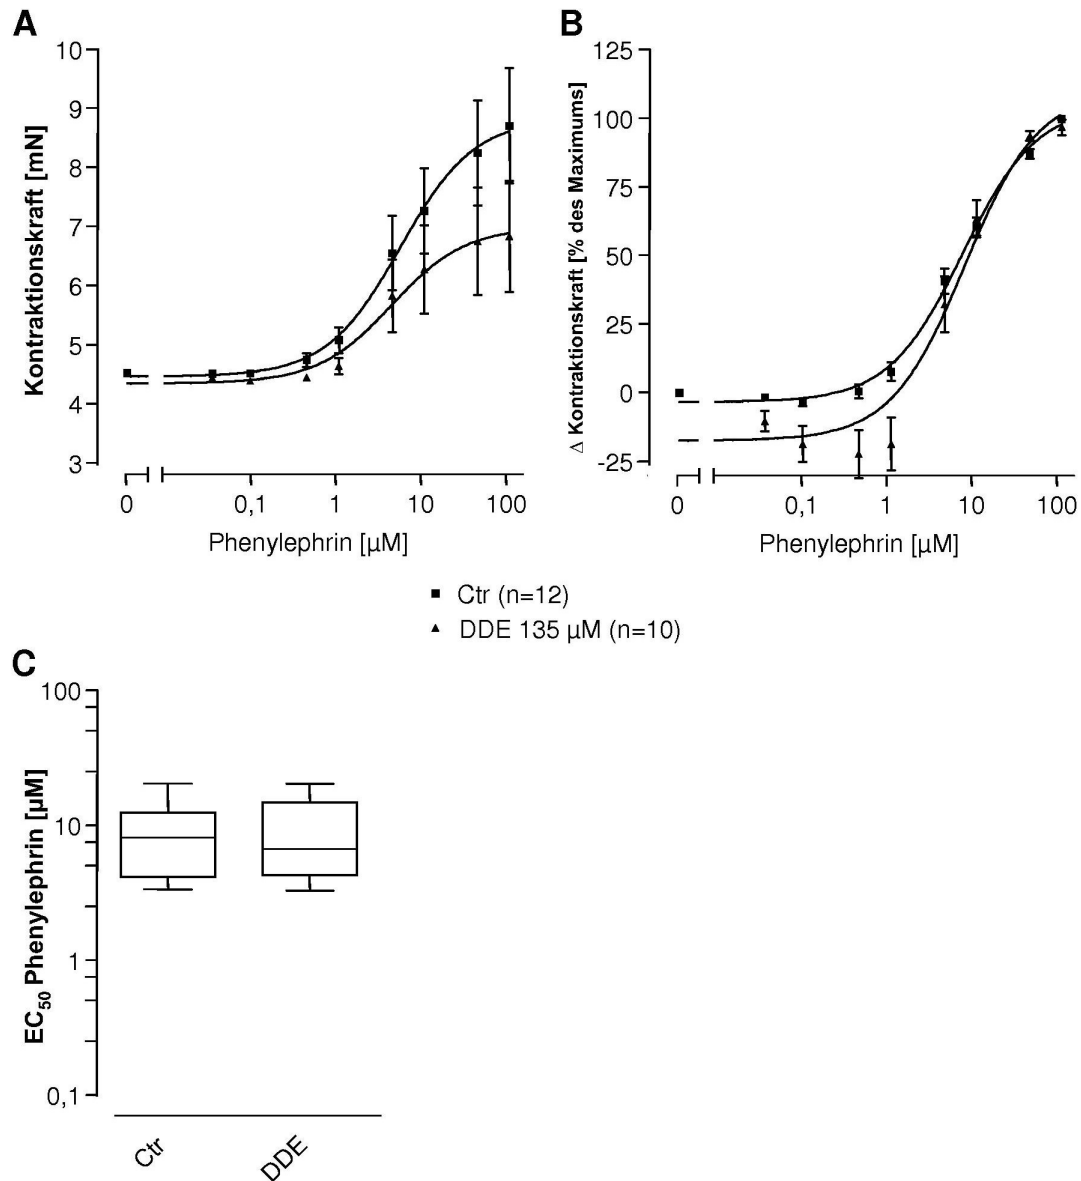 A
Kontraktionskraft [mN]
10
9
8
7
6
5
4
3
0 0,1 1 10 100
Phenylephrin [µM]
B
Δ Kontraktionskraft [% des Maximums]
125
100
75
50
25
0
-25
0 0,1 1 10 100
Phenylephrin [µM]
Ctr (n=12)
DDE 135 µM (n=10)
C
EC50 Phenylephrin [µM]
100
10
1
0,1
Ctr
DDE